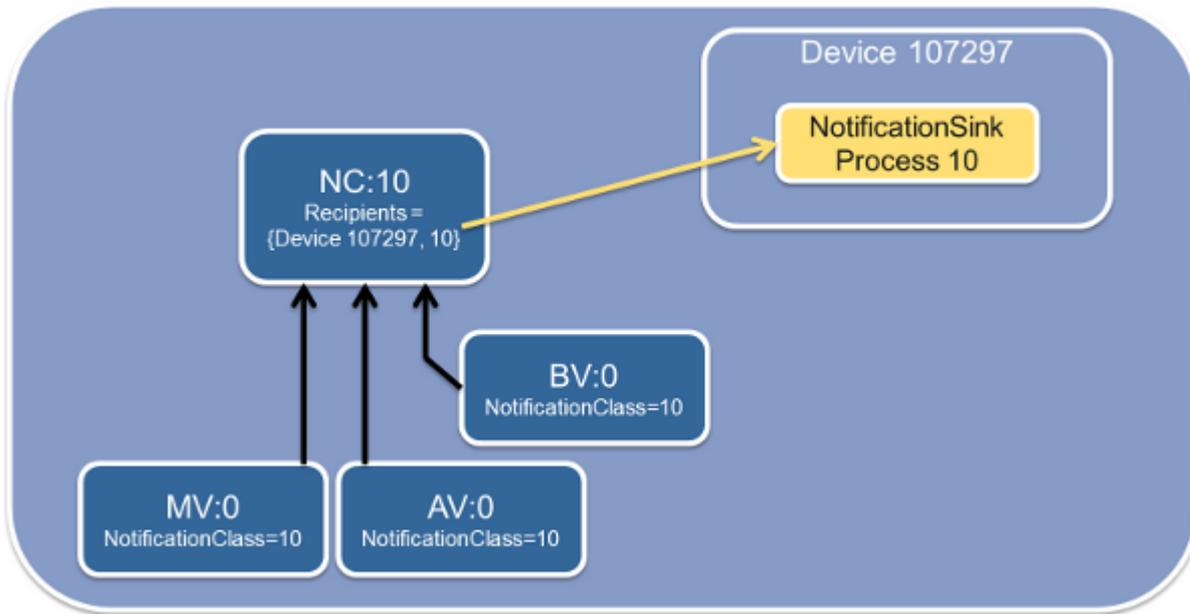 Device 107297
NotificationSink
Process 10
NC:10
Recipients =
{Device 107297, 10}
BV:0
NotificationClass=10
MV:0
NotificationClass=10
AV:0
NotificationClass=10